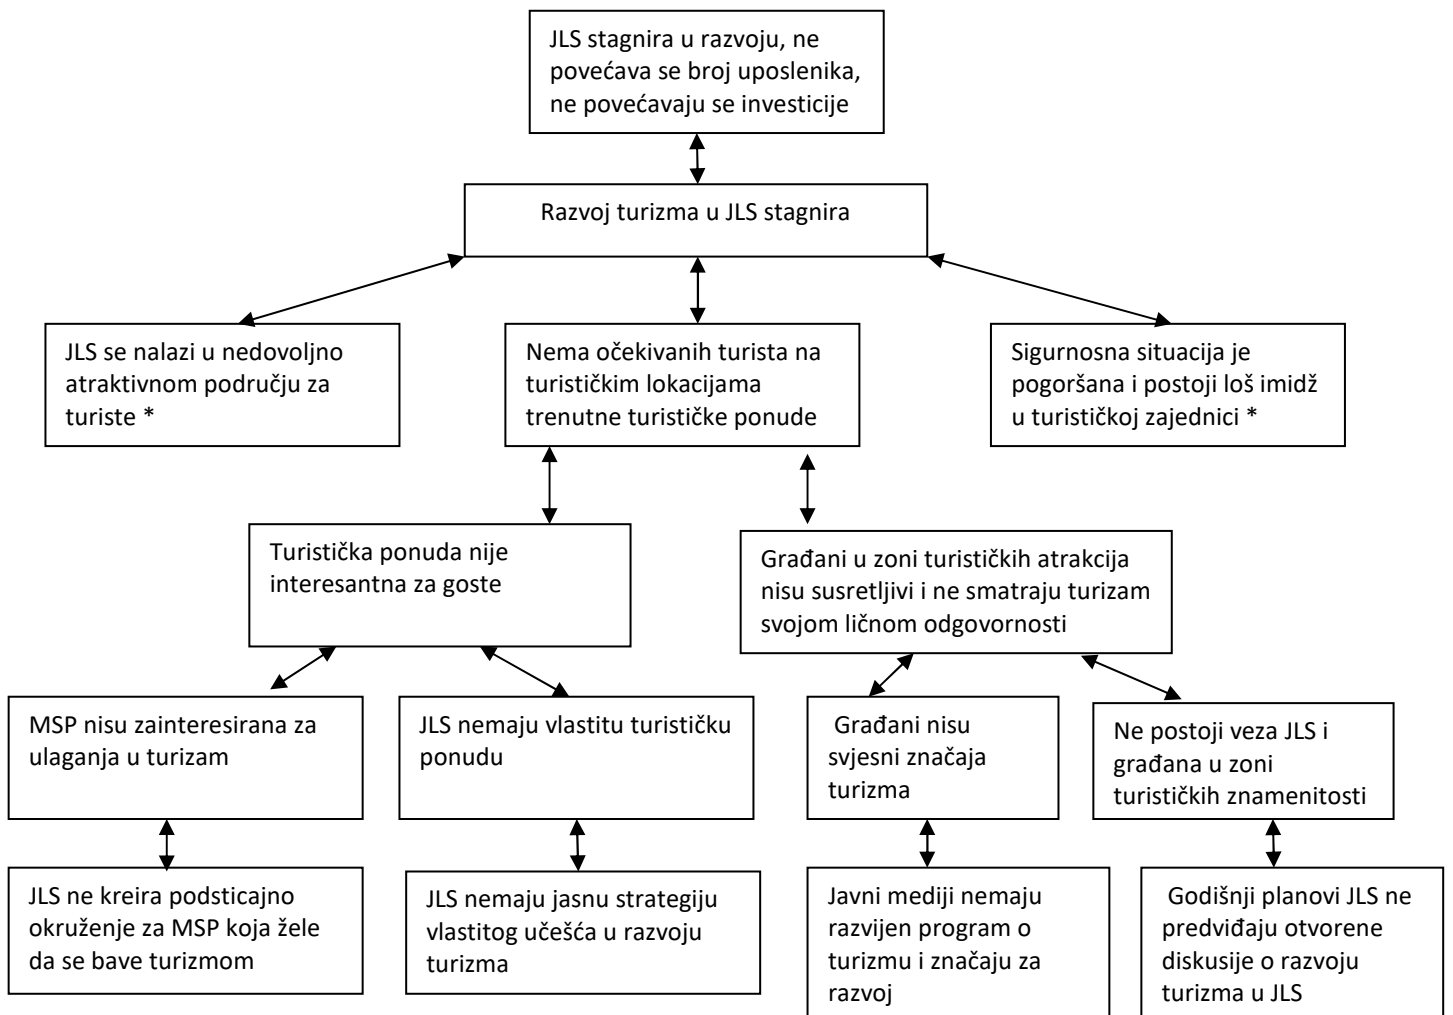 JLS stagnira u razvoju, ne
povećava se broj uposlenika,
ne povećavaju se investicije
Razvoj turizma u JLS stagnira
JLS se nalazi u nedovoljno
atraktivnom području za
turiste *
Nema očekivanih turista na
turističkim lokacijama
trenutne turističke ponude
Sigurnosna situacija je
pogoršana i postoji loš imidž
u turističkoj zajednici *
Turistička ponuda nije
interesantna za goste
Građani u zoni turističkih atrakcija
nisu susretljivi i ne smatraju turizam
svojom ličnom odgovornosti
MSP nisu zainteresirana za
ulaganja u turizam
JLS nemaju vlastitu turističku
ponudu
Građani nisu
svjesni značaja
turizma
Ne postoji veza JLS i
građana u zoni
turističkih znamenitosti
JLS ne kreira podsticajno
okruženje za MSP koja žele
da se bave turizmom
JLS nemaju jasnu strategiju
vlastitog učešća u razvoju
turizma
Javni mediji nemaju
razvijen program o
turizmu i značaju za
razvoj
Godišnji planovi JLS ne
predviđaju otvorene
diskusije o razvoju
turizma u JLS